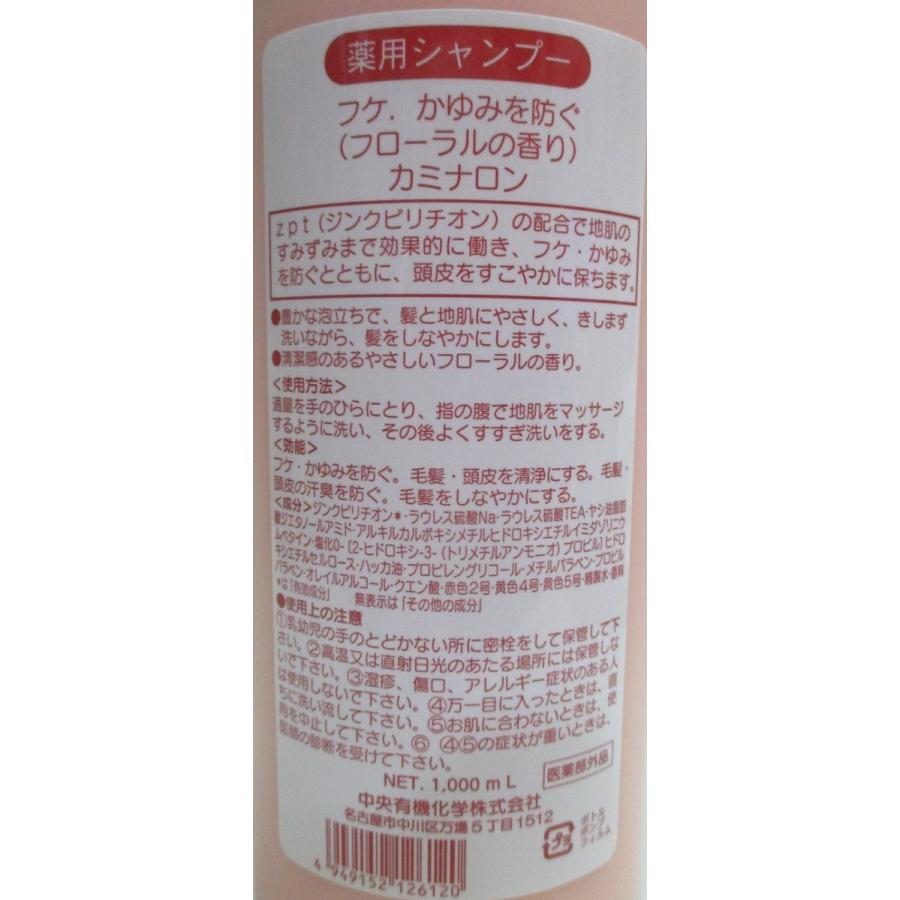 薬用シャンプー
フケ．かゆみを防ぐ
(フローラルの香り)
カミナロン
zpt(ジンクピリチオン)の配合で地肌の
すみずみまで効果的に働き、フケ・かゆみ
を防ぐとともに、頭皮をすこやかに保ちます。
●豊かな泡立ちで、髪と地肌にやさしく、きしまず
洗いながら、髪をしなやかにします。
●清潔感のあるやさしいフローラルの香り。
<使用方法>
適量を手のひらにとり、指の腹で地肌をマッサージ
するように洗い、その後よくすすぎ洗いをする。
<効能>
フケ・かゆみを防ぐ。毛髪・頭皮を清浄にする。毛髪・
頭皮の汗臭を防ぐ。毛髪をしなやかにする。
<成分>ジンクピリチオン*・ラウレス硫酸Na・ラウレス硫酸TEA・ヤシ油脂肪
酸ジエタノールアミド・アルキルカルボキシメチルヒドロキシエチルイミダゾリニウ
ムベタイン・塩化O-[2-ヒドロキシ-3-(トリメチルアンモニオ)プロピル]ヒドロ
キシエチルセルロース・ハッカ油・プロピレングリコール・メチルパラベン・プロピル
パラベン・オレイルアルコール・クエン酸・赤色2号・黄色4号・黄色5号・精製水・香料
*は「有効成分」　無表示は「その他の成分」
●使用上の注意
①乳幼児の手のとどかない所に密栓をして保管して下
さい。②高温又は直射日光のあたる場所には保管しな
いで下さい。③湿疹、傷口、アレルギー症状のある人
は使用しないで下さい。④万一目に入ったときは、直
ちに洗い流して下さい。⑤お肌に合わないときは、使
用を中止して下さい。⑥ ④⑤の症状が重いときは、
医師の診断を受けて下さい。
NET. 1,000 mL
医薬部外品
中央有機化学株式会社
名古屋市中川区万場5丁目1512
プラ
ボトル
ポンプ
フィルム
4 949152 126120